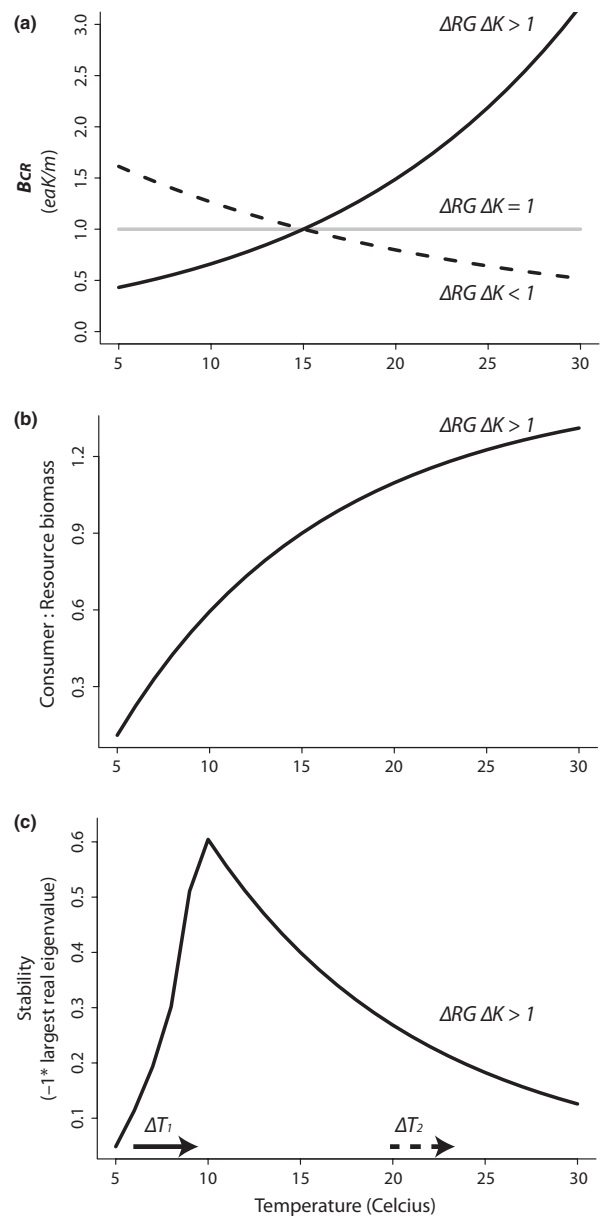 (a)
ΔRG ΔK > 1
3.0
2.5
2.0
1.5
1.0
0.5
0.0
BCR
(eaK/m)
ΔRG ΔK = 1
ΔRG ΔK < 1
5
10
15
20
25
30
(b)
ΔRG ΔK > 1
1.2
0.9
0.6
0.3
Consumer : Resource biomass
5
10
15
20
25
30
(c)
0.6
0.5
0.4
0.3
0.2
0.1
Stability
(−1* largest real eigenvalue)
ΔRG ΔK > 1
ΔT1
ΔT2
5
10
15
20
25
30
Temperature (Celcius)